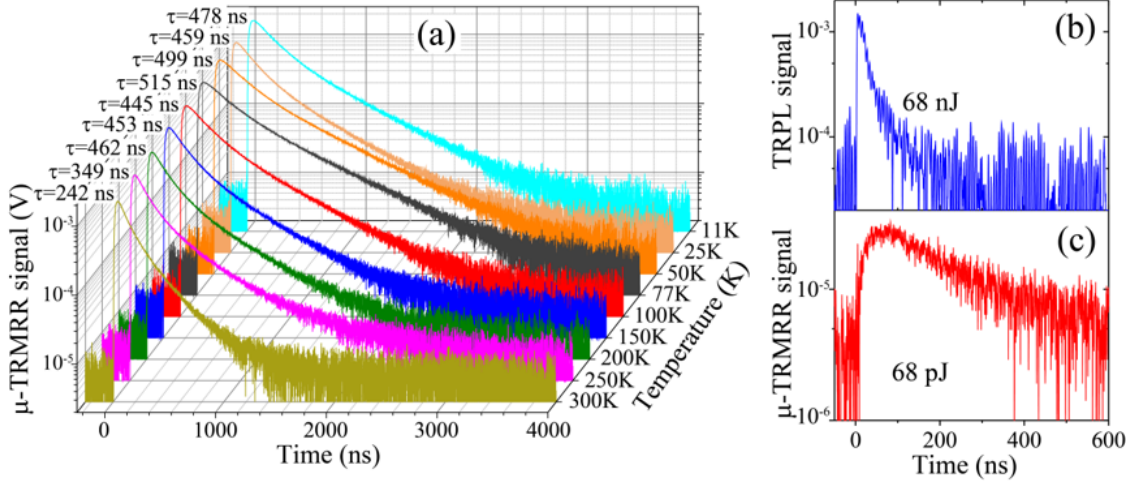 (a)
τ=478 ns
τ=459 ns
τ=499 ns
τ=515 ns
τ=445 ns
τ=453 ns
τ=462 ns
τ=349 ns
τ=242 ns
μ-TRMRR signal (V)
10⁻³
10⁻⁴
10⁻⁵
0
1000
2000
3000
4000
Time (ns)
11K
25K
50K
77K
100K
150K
200K
250K
300K
Temperature (K)
(b)
TRPL signal
10⁻³
10⁻⁴
68 nJ
(c)
μ-TRMRR signal
10⁻⁵
10⁻⁶
68 pJ
0
200
400
600
Time (ns)